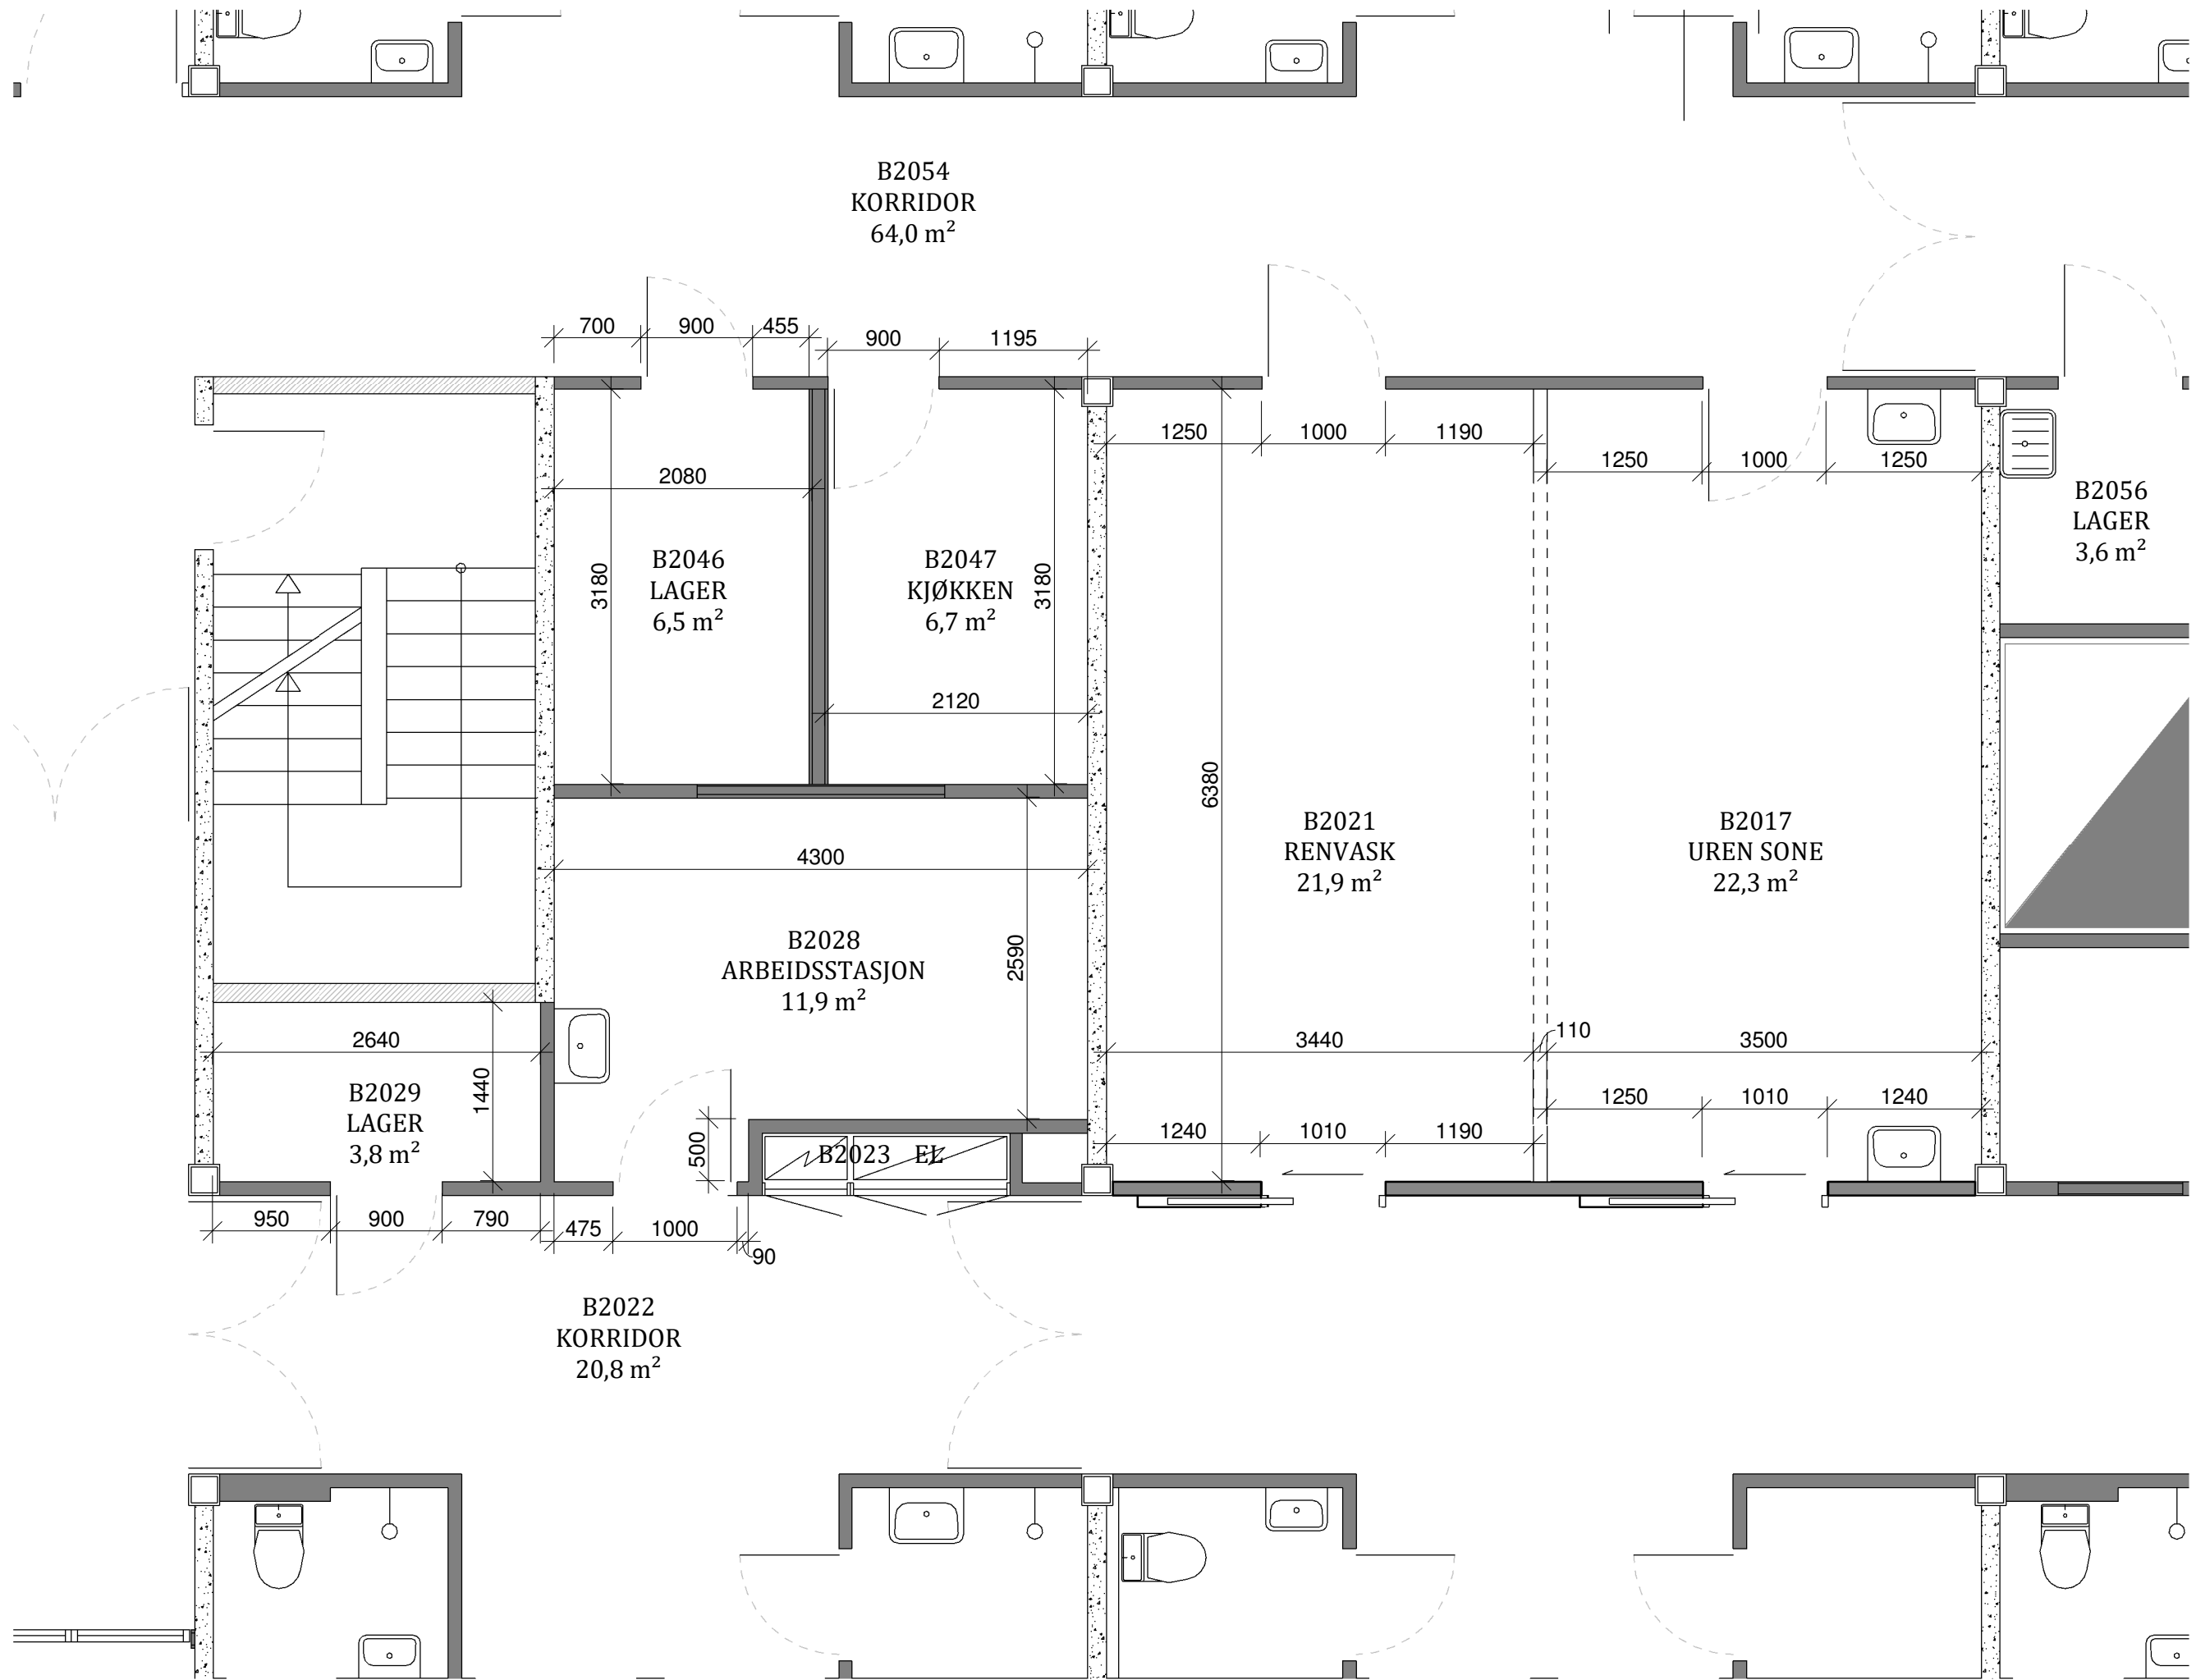 B2054
KORRIDOR
64,0 m²
700
900
455
900
1195
1250
1000
1190
1250
1000
1250
2080
B2056
LAGER
3,6 m²
B2046
LAGER
6,5 m²
3180
B2047
KJØKKEN
6,7 m²
3180
2120
6380
B2021
RENVASK
21,9 m²
B2017
UREN SONE
22,3 m²
4300
B2028
ARBEIDSSTASJON
11,9 m²
2590
2640
3440
110
3500
B2029
LAGER
3,8 m²
1440
500
B2023 EL
1240
1010
1190
1250
1010
1240
950
900
790
475
1000
90
B2022
KORRIDOR
20,8 m²